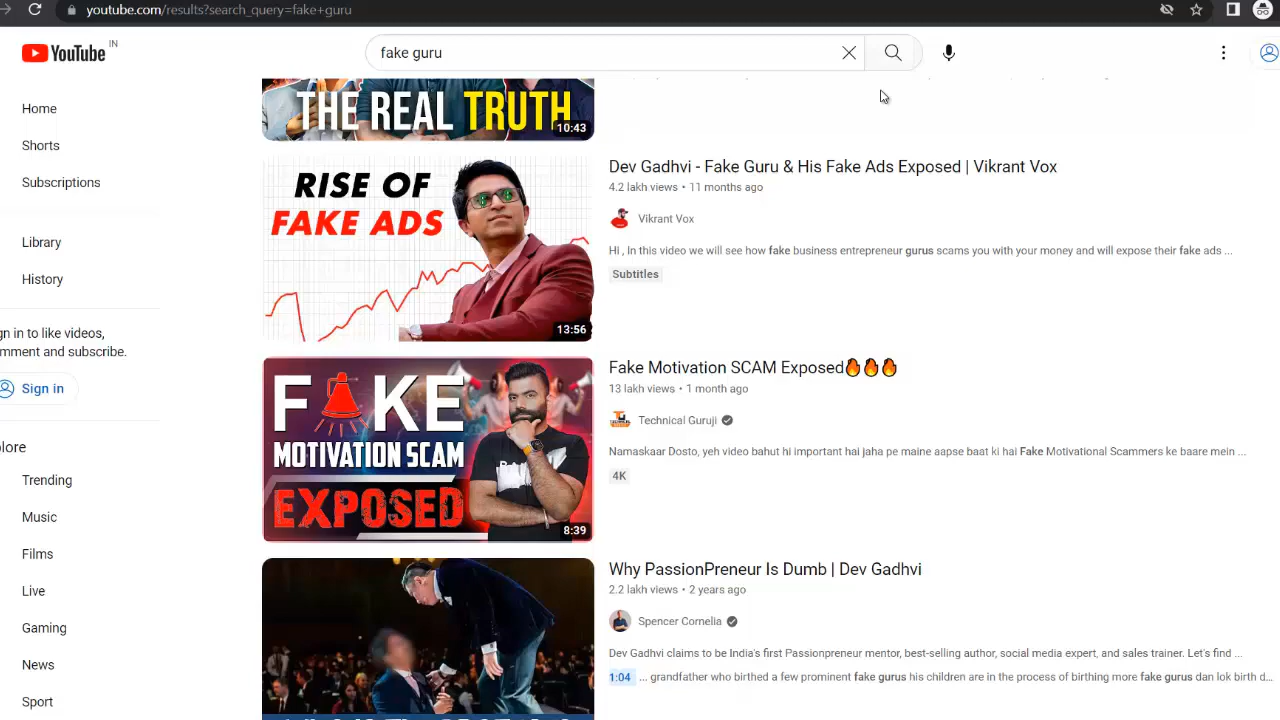 youtube.com/results?search_query=fake+guru
YouTube IN
fake guru
Home
Shorts
Subscriptions
Library
History
gn in to like videos,
mment and subscribe.
Sign in
plore
Trending
Music
Films
Live
Gaming
News
Sport
THE REAL TRUTH
10:43
RISE OF
FAKE ADS
13:56
Dev Gadhvi - Fake Guru & His Fake Ads Exposed | Vikrant Vox
4.2 lakh views • 11 months ago
Vikrant Vox
Hi , In this video we will see how fake business entrepreneur gurus scams you with your money and will expose their fake ads ...
Subtitles
FAKE
MOTIVATION SCAM
EXPOSED
8:39
Fake Motivation SCAM Exposed🔥🔥🔥
13 lakh views • 1 month ago
Technical Guruji
Namaskaar Dosto, yeh video bahut hi important hai jaha pe maine aapse baat ki hai Fake Motivational Scammers ke baare mein ...
4K
Why PassionPreneur Is Dumb | Dev Gadhvi
2.2 lakh views • 2 years ago
Spencer Cornelia
Dev Gadhvi claims to be India's first Passionpreneur mentor, best-selling author, social media expert, and sales trainer. Let's find ...
1:04 ... grandfather who birthed a few prominent fake gurus his children are in the process of birthing more fake gurus dan lok birth d...